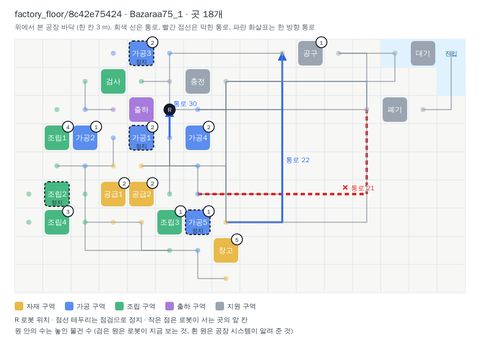 factory_floor/8c42e75424 · Bazaraa75_1 · 곳 18개
위에서 본 공장 바닥 (한 칸 3 m). 회색 선은 통로, 빨간 점선은 막힌 통로, 파란 화살표는 한 방향 통로
가공3 2
공구 1
대기
진입
검사
충전
출하
R
통로 30
폐기
조립1 4
가공2 1
가공1 2
가공4 2
통로 22
조립2
공급1 2
공급2 2
✕ 통로 21
조립4 3
조립3 1
가공5 1
창고 5
자재 구역
가공 구역
조립 구역
출하 구역
지원 구역
R 로봇 위치 · 점선 테두리는 점검으로 정지 · 작은 점은 로봇이 서는 곳의 앞 칸
원 안의 수는 놓인 물건 수 (검은 원은 로봇이 지금 보는 것, 흰 원은 공장 시스템이 알려 준 것)